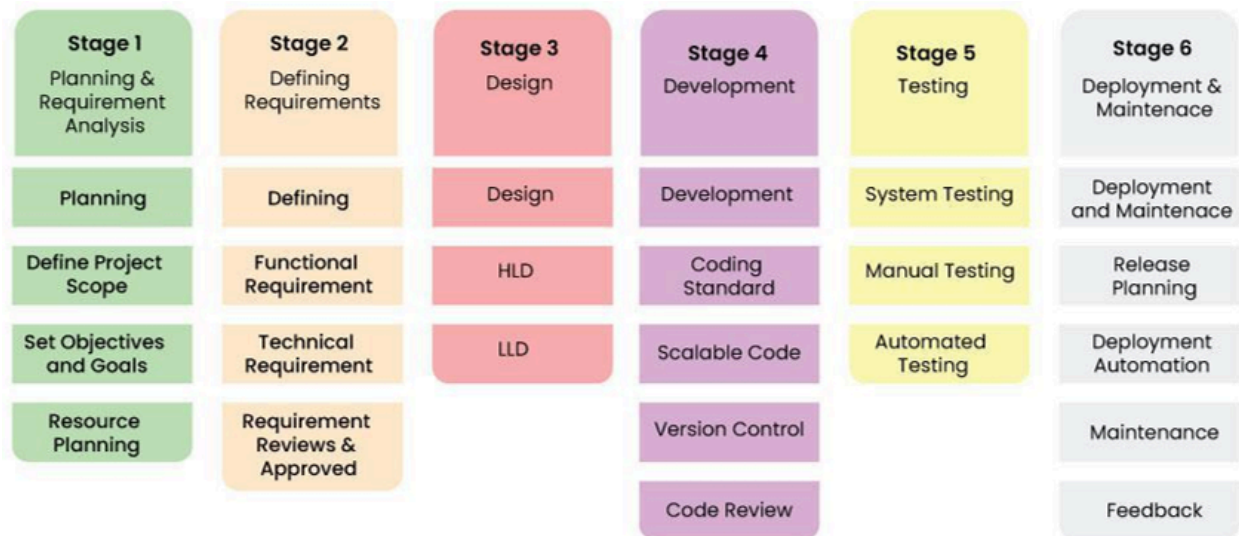 Stage 1
Planning &
Requirement
Analysis
Planning
Define Project
Scope
Set Objectives
and Goals
Resource
Planning
Stage 2
Defining
Requirements
Defining
Functional
Requirement
Technical
Requirement
Requirement
Reviews &
Approved
Stage 3
Design
Design
HLD
LLD
Stage 4
Development
Development
Coding
Standard
Scalable Code
Version Control
Code Review
Stage 5
Testing
System Testing
Manual Testing
Automated
Testing
Stage 6
Deployment &
Maintenace
Deployment
and Maintenace
Release
Planning
Deployment
Automation
Maintenance
Feedback